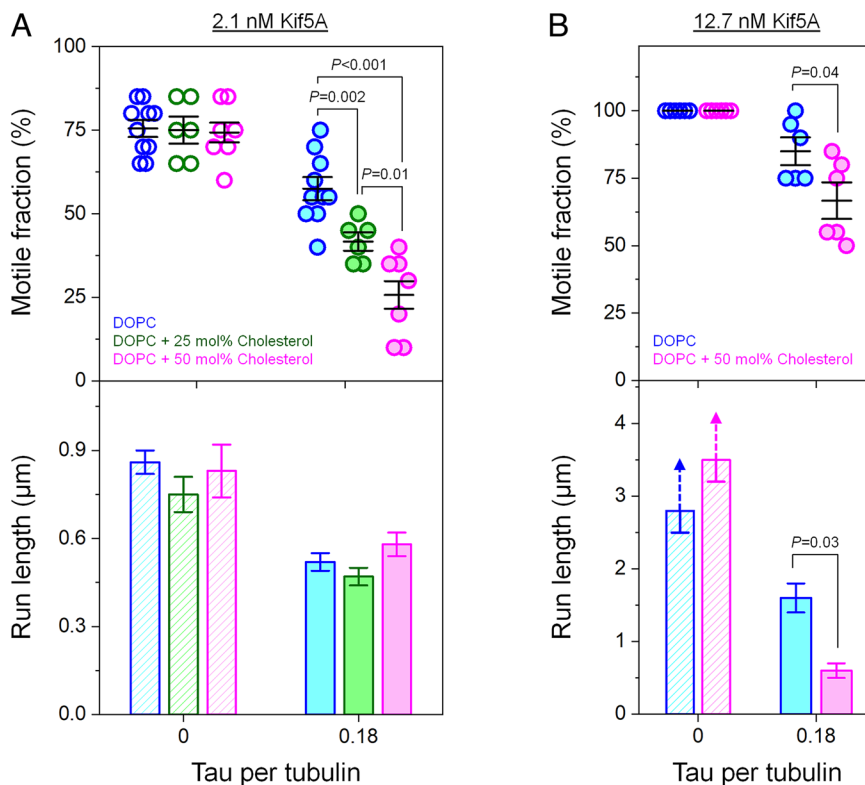 A
2.1 nM Kif5A
Motile fraction (%)
100
75
50
25
0
P<0.001
P=0.002
P=0.01
DOPC
DOPC + 25 mol% Cholesterol
DOPC + 50 mol% Cholesterol
Run length (µm)
0.9
0.6
0.3
0.0
0
0.18
Tau per tubulin
B
12.7 nM Kif5A
Motile fraction (%)
100
75
50
25
0
P=0.04
DOPC
DOPC + 50 mol% Cholesterol
Run length (µm)
4
3
2
1
0
P=0.03
0
0.18
Tau per tubulin